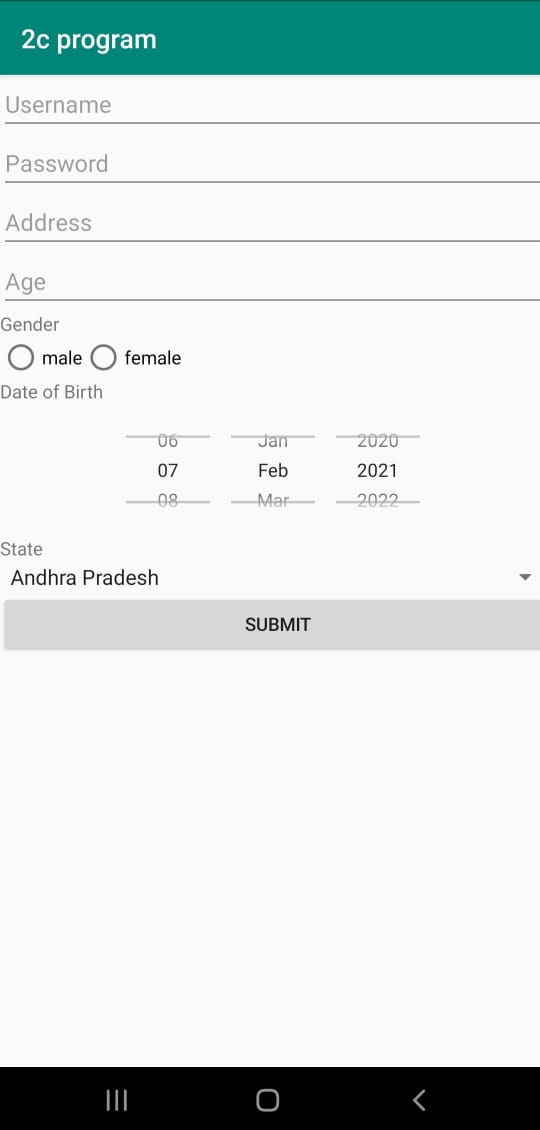 2c program
Username
Password
Address
Age
Gender
male female
Date of Birth
06 Jan 2020
07 Feb 2021
08 Mar 2022
State
Andhra Pradesh
SUBMIT